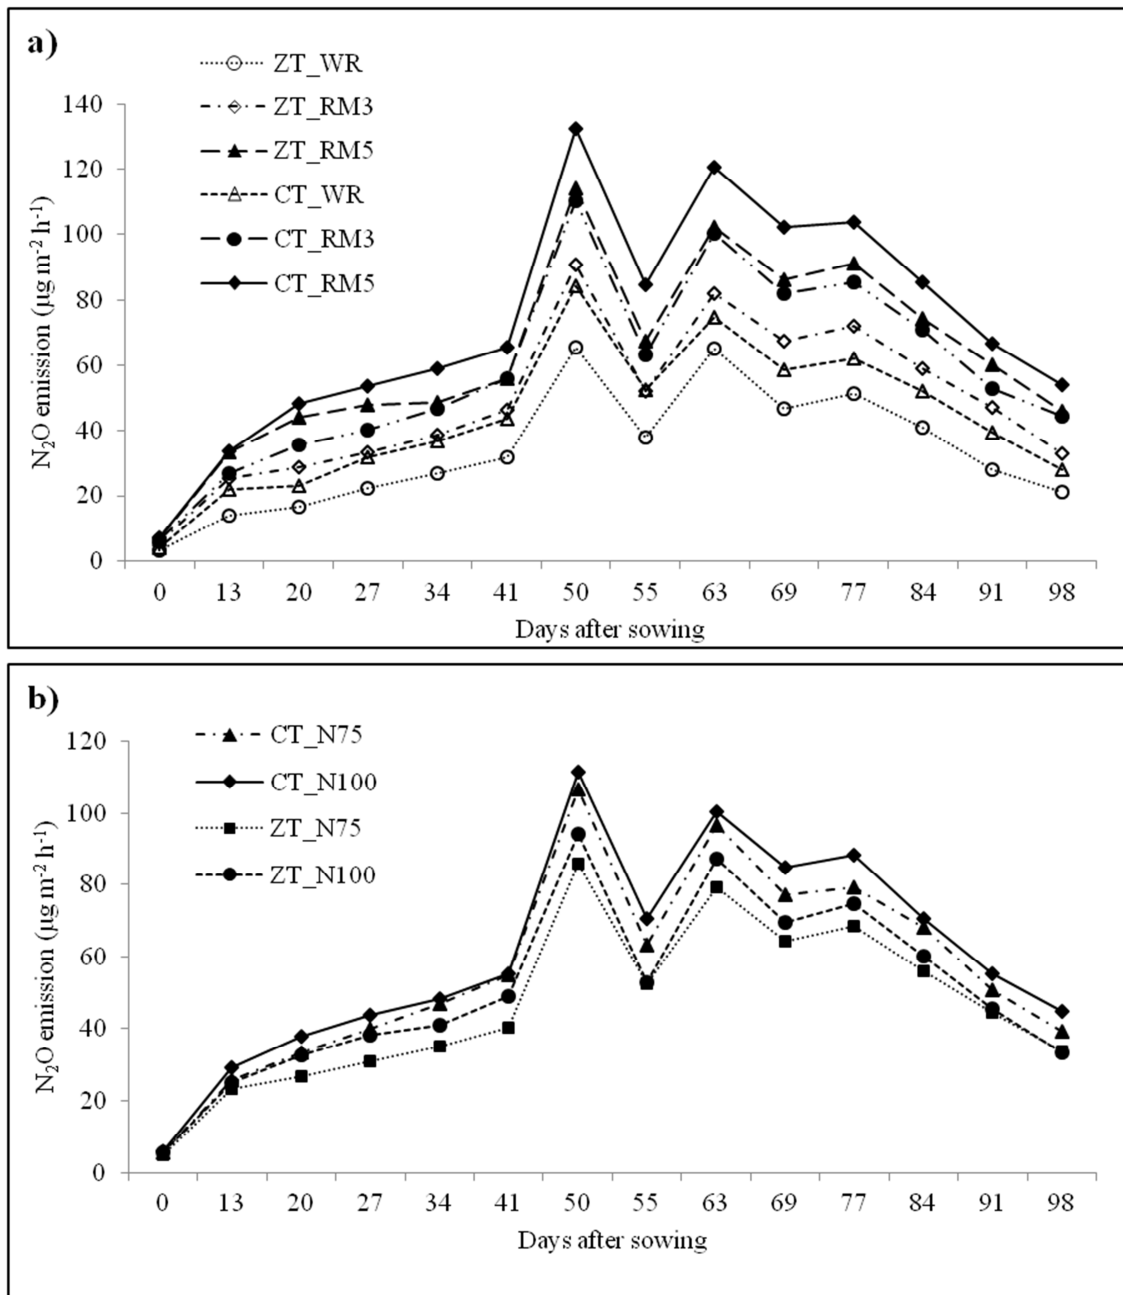 a)
ZT_WR
ZT_RM3
ZT_RM5
CT_WR
CT_RM3
CT_RM5
N₂O emission (µg m⁻² h⁻¹)
140
120
100
80
60
40
20
0
0 13 20 27 34 41 50 55 63 69 77 84 91 98
Days after sowing
b)
CT_N75
CT_N100
ZT_N75
ZT_N100
N₂O emission (µg m⁻² h⁻¹)
120
100
80
60
40
20
0
0 13 20 27 34 41 50 55 63 69 77 84 91 98
Days after sowing